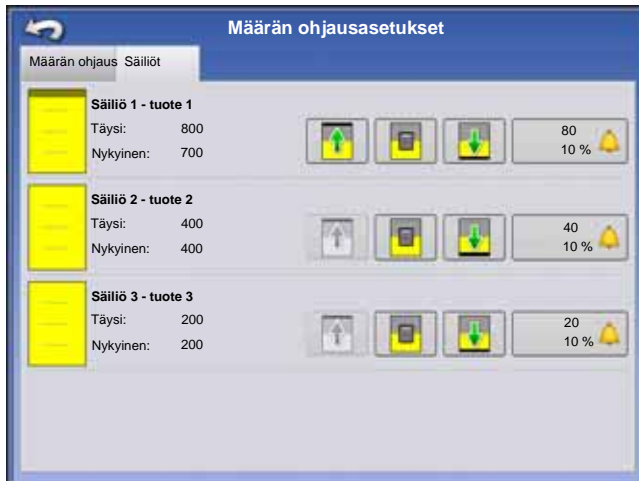 Määrän ohjausasetukset
Määrän ohjaus Säiliöt
Säiliö 1 - tuote 1
Täysi: 800
Nykyinen: 700
80
10 %
Säiliö 2 - tuote 2
Täysi: 400
Nykyinen: 400
40
10 %
Säiliö 3 - tuote 3
Täysi: 200
Nykyinen: 200
20
10 %